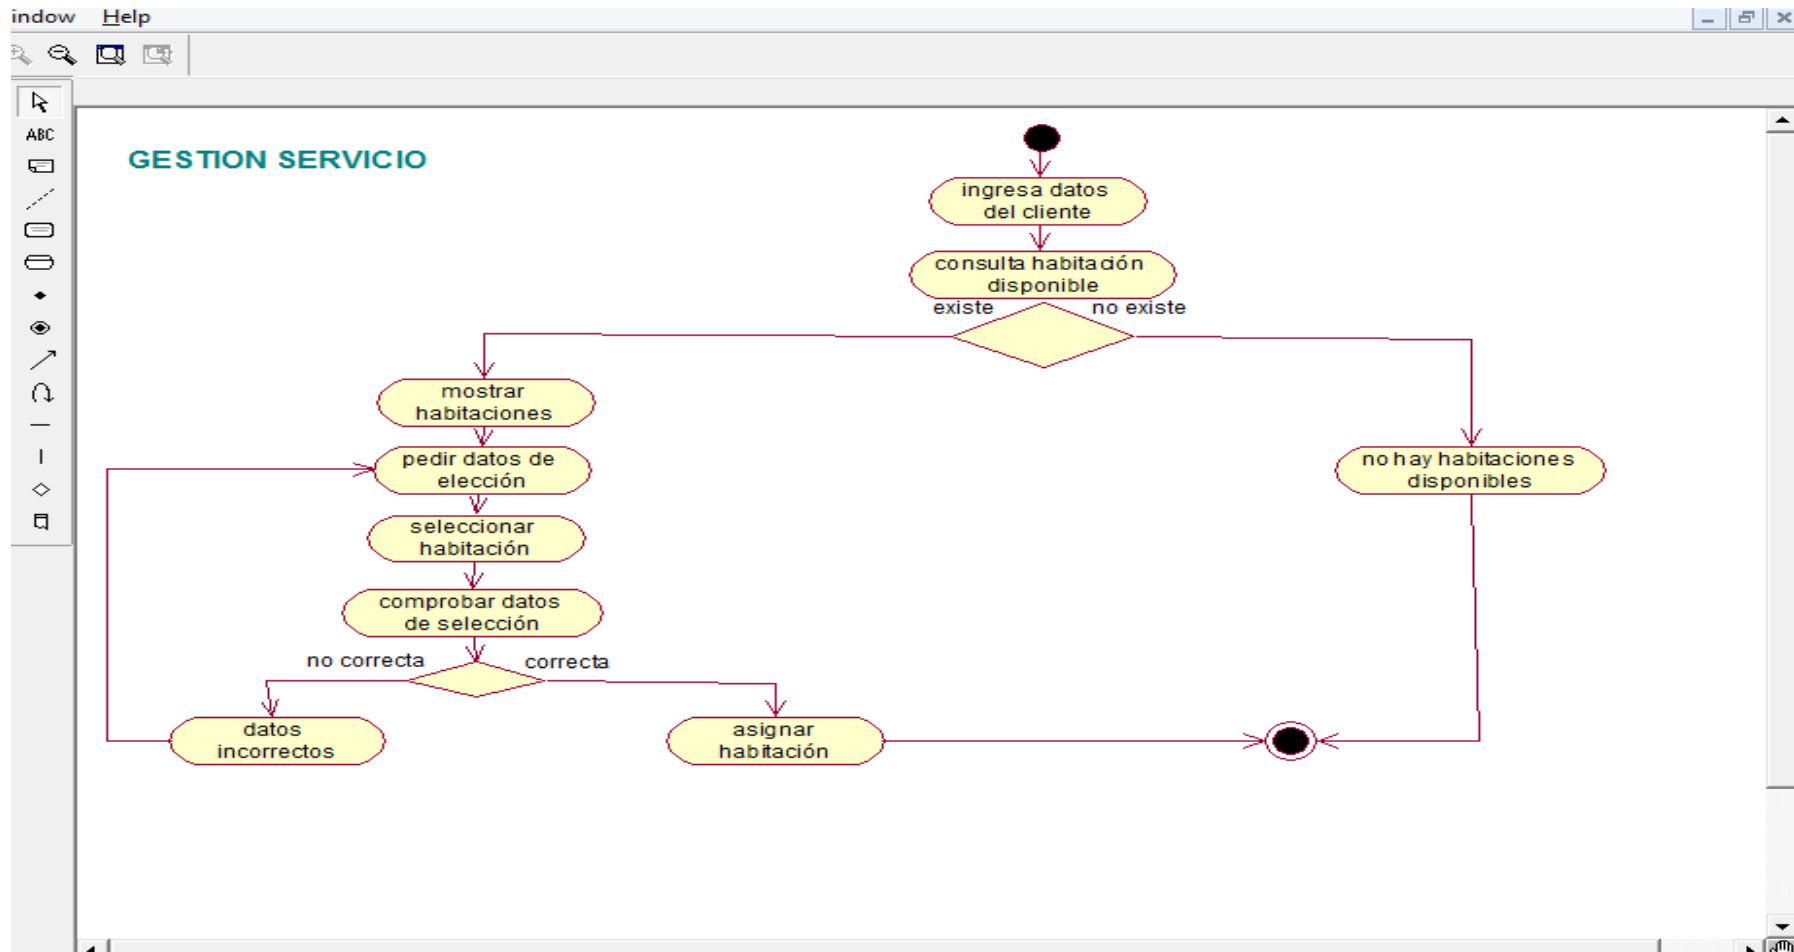 indow Help
ABC
GESTION SERVICIO
ingresa datos
del cliente
consulta habitación
disponible
existe
no existe
mostrar
habitaciones
pedir datos de
elección
no hay habitaciones
disponibles
seleccionar
habitación
comprobar datos
de selección
no correcta
correcta
datos
incorrectos
asignar
habitación